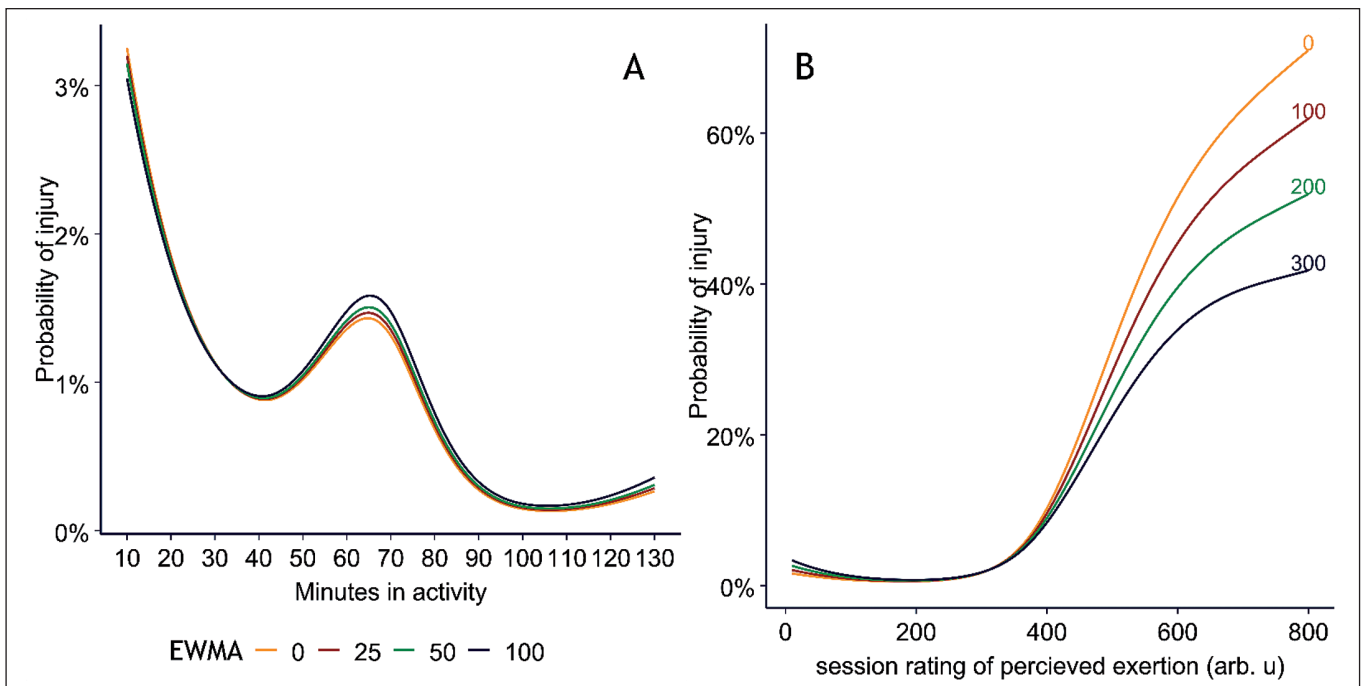 A
Probability of injury
3%
2%
1%
0%
10 20 30 40 50 60 70 80 90 100 110 120 130
Minutes in activity
EWMA 0 25 50 100
B
Probability of injury
60%
40%
20%
0%
0
100
200
300
0 200 400 600 800
session rating of percieved exertion (arb. u)